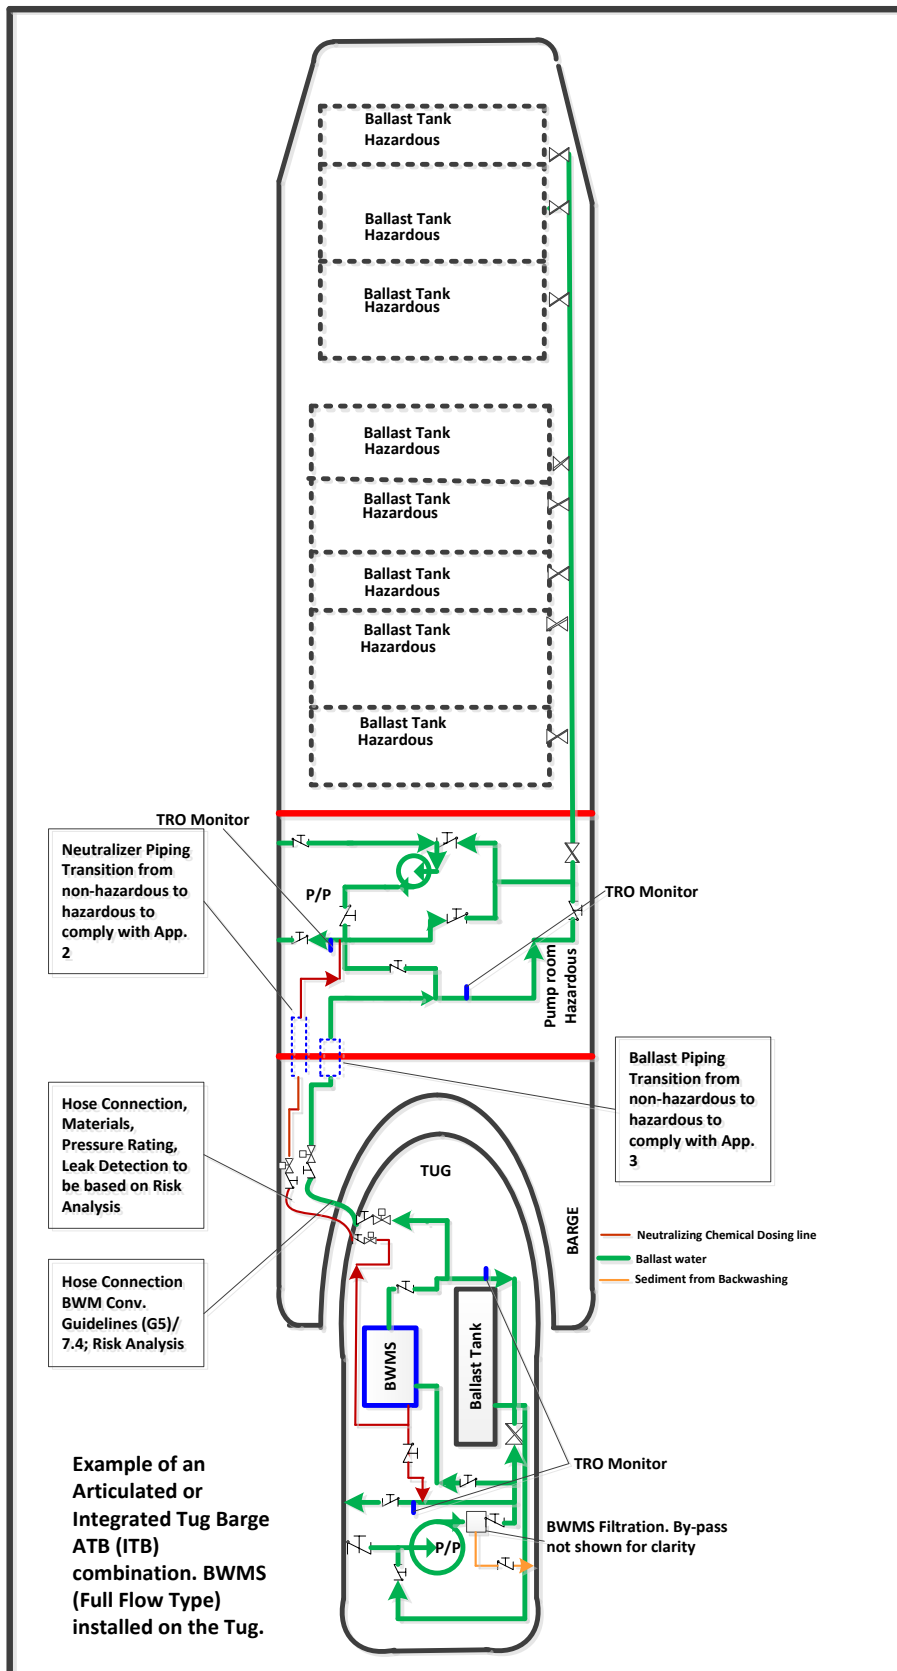 Ballast Tank
Hazardous
Ballast Tank
Hazardous
Ballast Tank
Hazardous
Ballast Tank
Hazardous
Ballast Tank
Hazardous
Ballast Tank
Hazardous
Ballast Tank
Hazardous
Ballast Tank
Hazardous
TRO Monitor
Neutralizer Piping
Transition from
non-hazardous to
hazardous to
comply with App.
2
P/P
TRO Monitor
Pump room
Hazardous
Ballast Piping
Transition from
non-hazardous to
hazardous to
comply with App.
3
Hose Connection,
Materials,
Pressure Rating,
Leak Detection to
be based on Risk
Analysis
TUG
BARGE
Neutralizing Chemical Dosing line
Ballast water
Sediment from Backwashing
Hose Connection
BWM Conv.
Guidelines (G5)/
7.4; Risk Analysis
BWMS
Ballast Tank
TRO Monitor
Example of an
Articulated or
Integrated Tug Barge
ATB (ITB)
combination. BWMS
(Full Flow Type)
installed on the Tug.
P/P
BWMS Filtration. By-pass
not shown for clarity